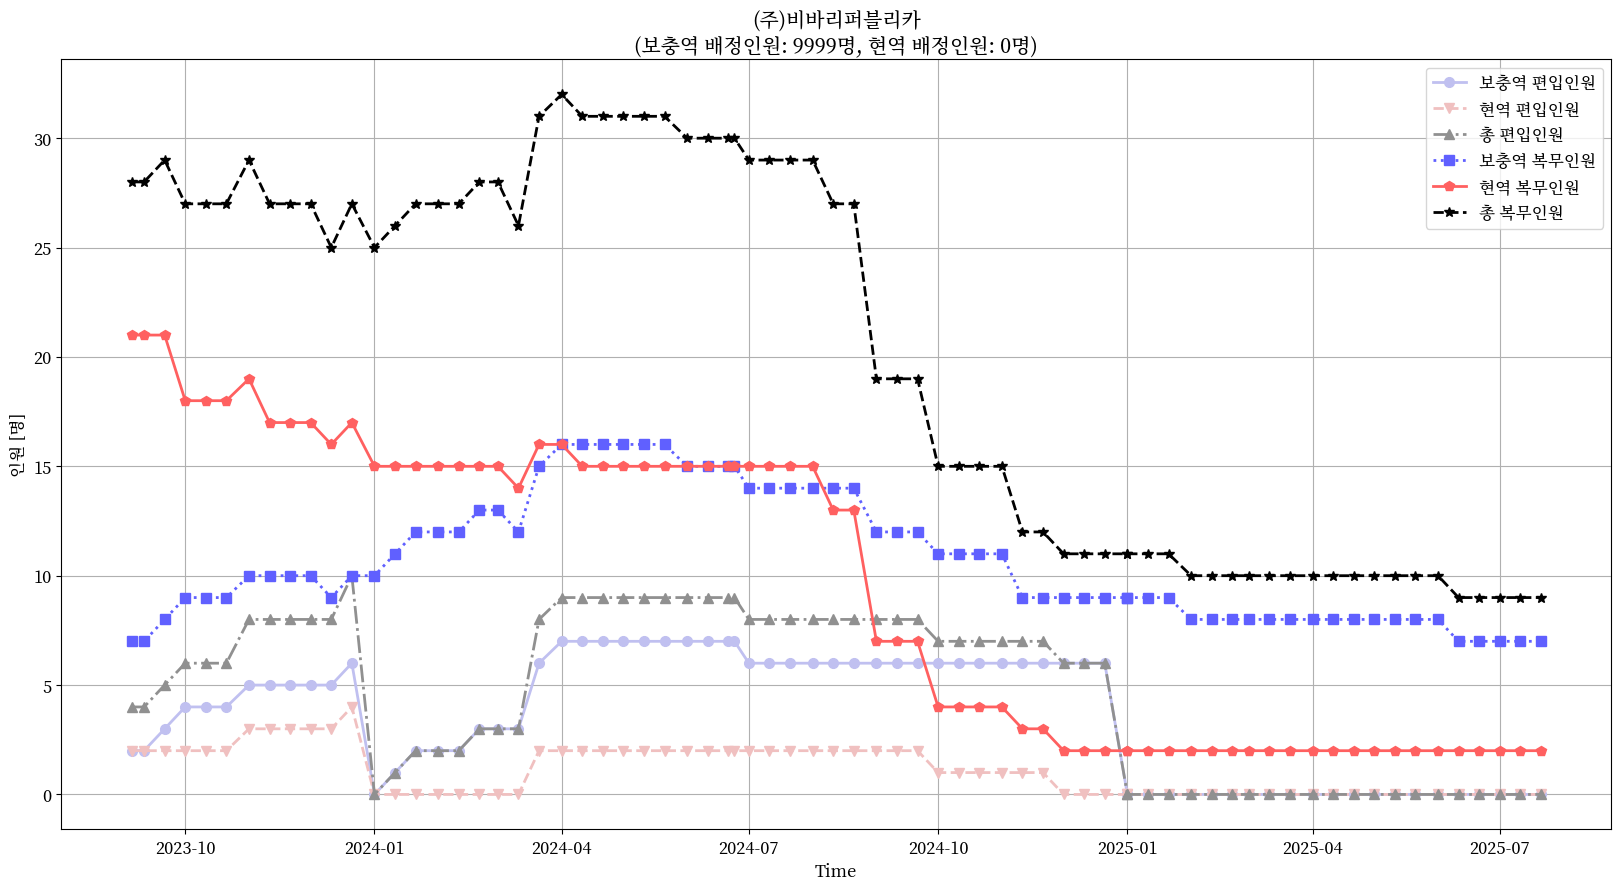 (주)비바리퍼블리카
(보충역 배정인원: 9999명, 현역 배정인원: 0명)
보충역 편입인원
현역 편입인원
총 편입인원
보충역 복무인원
현역 복무인원
총 복무인원
인원 [명]
30
25
20
15
10
5
0
2023-10
2024-01
2024-04
2024-07
2024-10
2025-01
2025-04
2025-07
Time